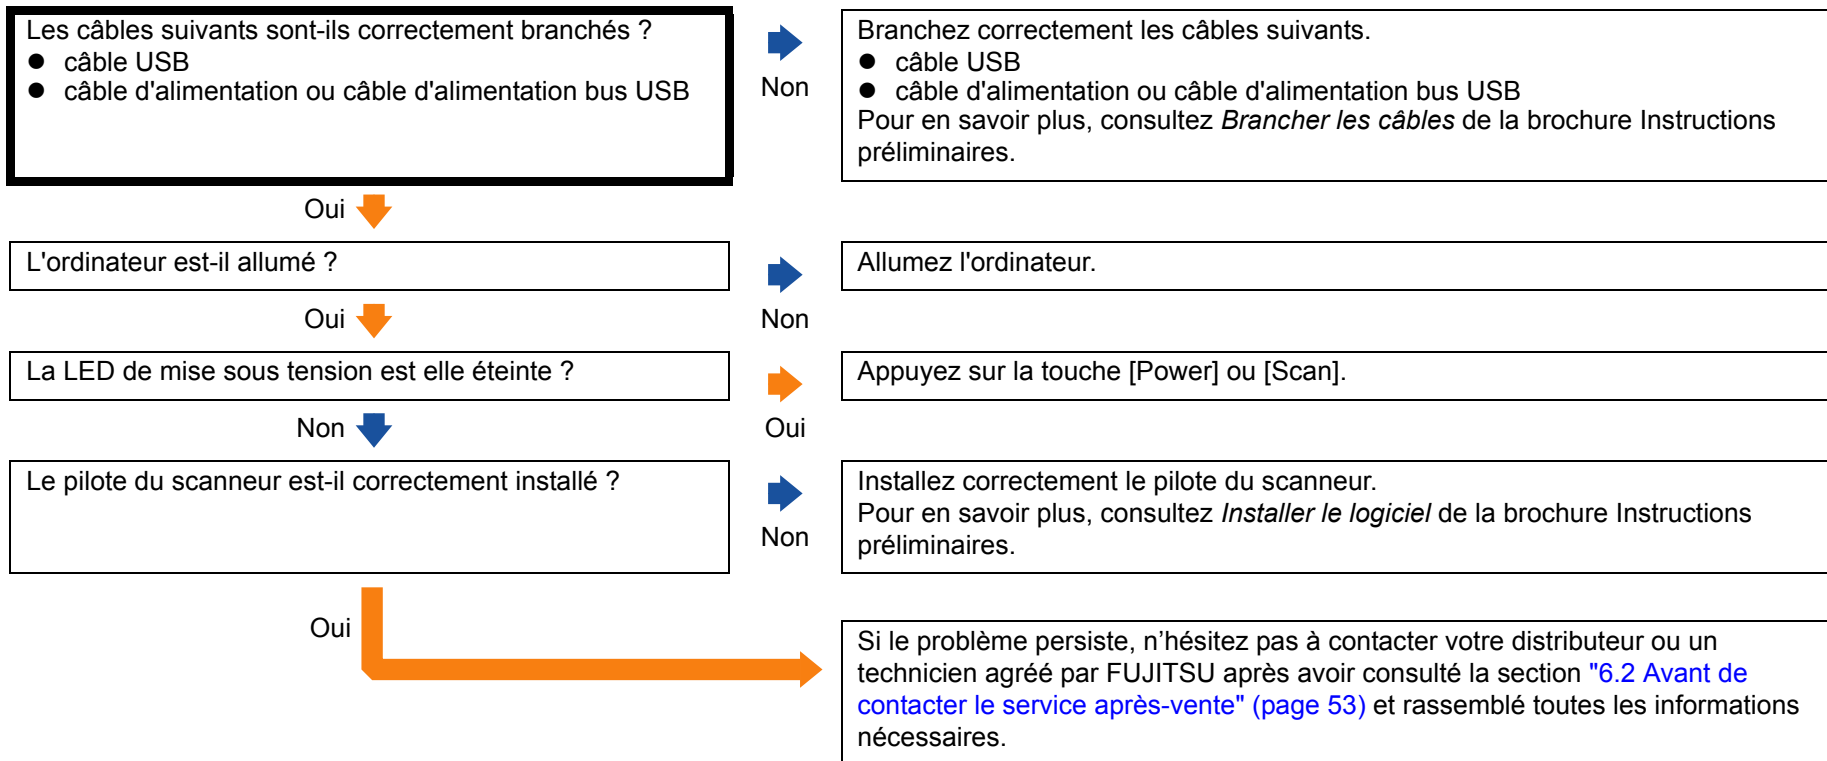 Les câbles suivants sont-ils correctement branchés ?
● câble USB
● câble d'alimentation ou câble d'alimentation bus USB
Non
Branchez correctement les câbles suivants.
● câble USB
● câble d'alimentation ou câble d'alimentation bus USB
Pour en savoir plus, consultez Brancher les câbles de la brochure Instructions
préliminaires.
Oui
L'ordinateur est-il allumé ?
Non
Allumez l'ordinateur.
Oui
La LED de mise sous tension est elle éteinte ?
Oui
Appuyez sur la touche [Power] ou [Scan].
Non
Le pilote du scanneur est-il correctement installé ?
Non
Installez correctement le pilote du scanneur.
Pour en savoir plus, consultez Installer le logiciel de la brochure Instructions
préliminaires.
Oui
Si le problème persiste, n’hésitez pas à contacter votre distributeur ou un
technicien agréé par FUJITSU après avoir consulté la section "6.2 Avant de
contacter le service après-vente" (page 53) et rassemblé toutes les informations
nécessaires.